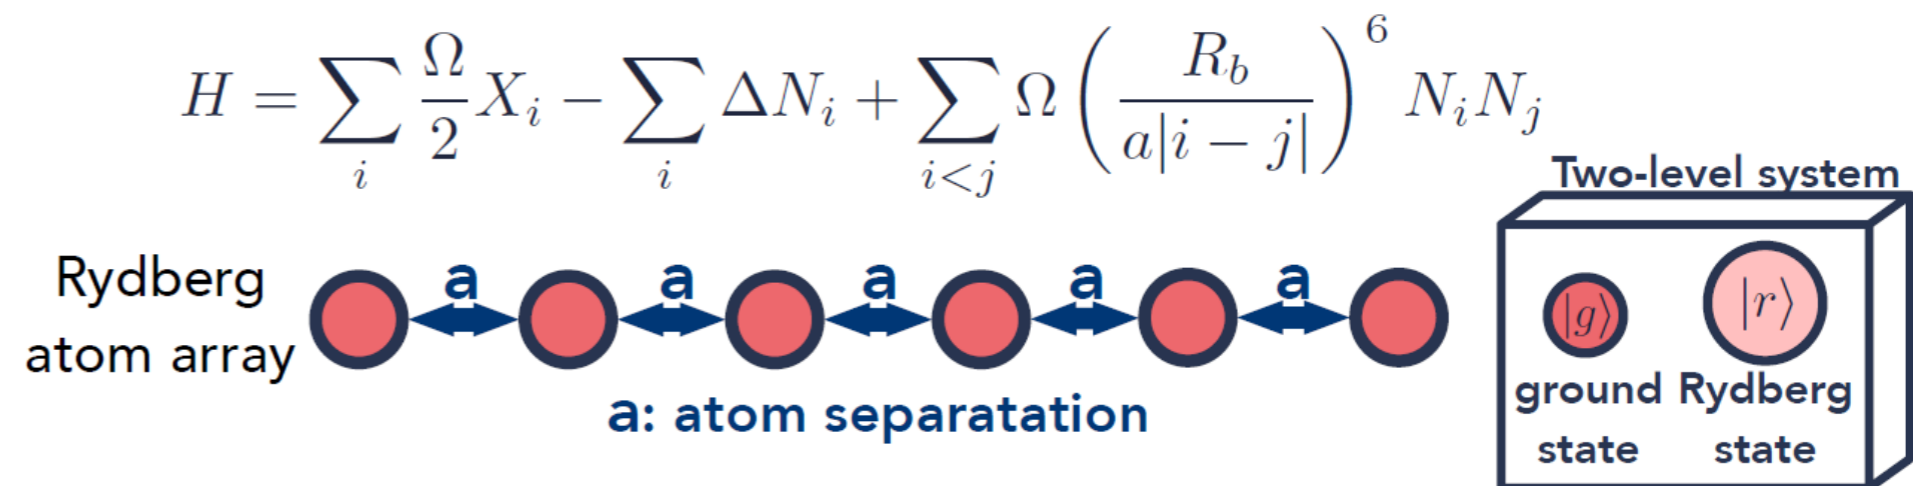 H = \sum_i \frac{\Omega}{2} X_i - \sum_i \Delta N_i + \sum_{i<j} \Omega \left( \frac{R_b}{a|i-j|} \right)^6 N_i N_j
Two-level system
Rydberg
atom array
a a a a a
a: atom separatation
|g⟩ |r⟩
ground Rydberg
state state